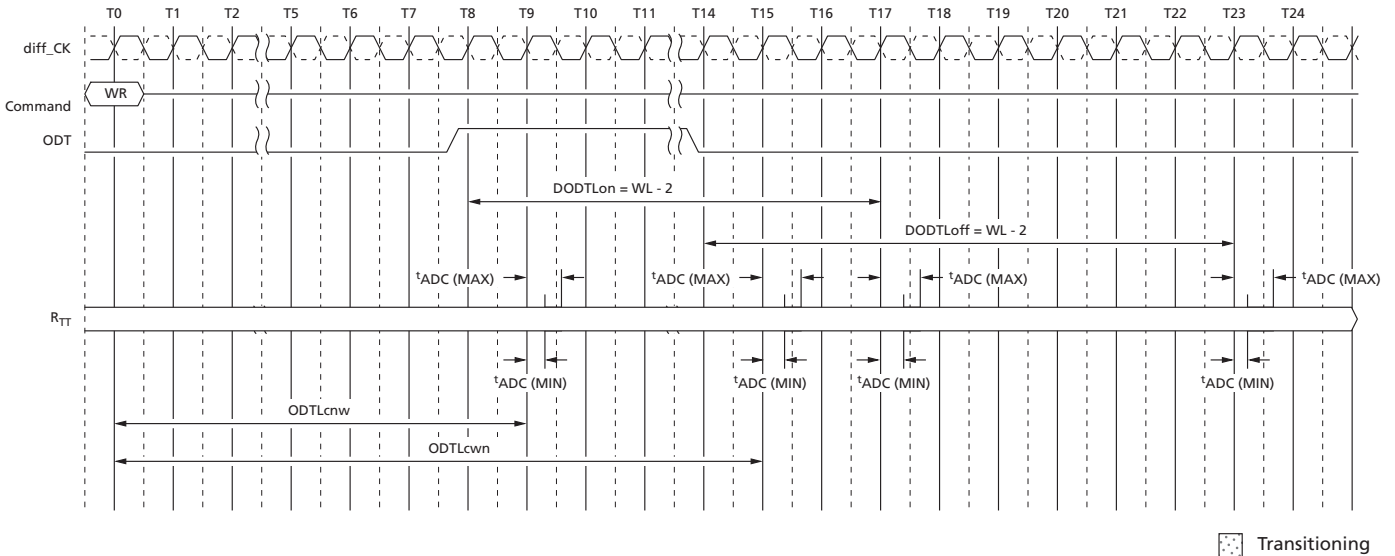 T0 T1 T2 T5 T6 T7 T8 T9 T10 T11 T14 T15 T16 T17 T18 T19 T20 T21 T22 T23 T24
diff_CK
WR
Command
ODT
DODTLon = WL - 2
DODTLoff = WL - 2
tADC (MAX) tADC (MAX) tADC (MAX) tADC (MAX)
RTT
tADC (MIN) tADC (MIN) tADC (MIN) tADC (MIN)
ODTLcnw
ODTLcwn
Transitioning